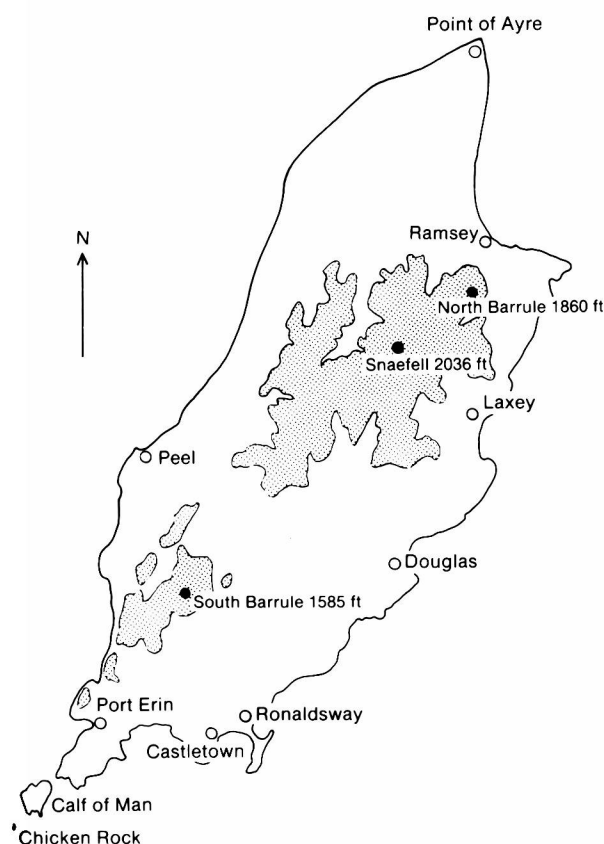 Point of Ayre
N
Ramsey
North Barrule 1860 ft
Snaefell 2036 ft
Laxey
Peel
Douglas
South Barrule 1585 ft
Port Erin
Ronaldsway
Castletown
Calf of Man
Chicken Rock